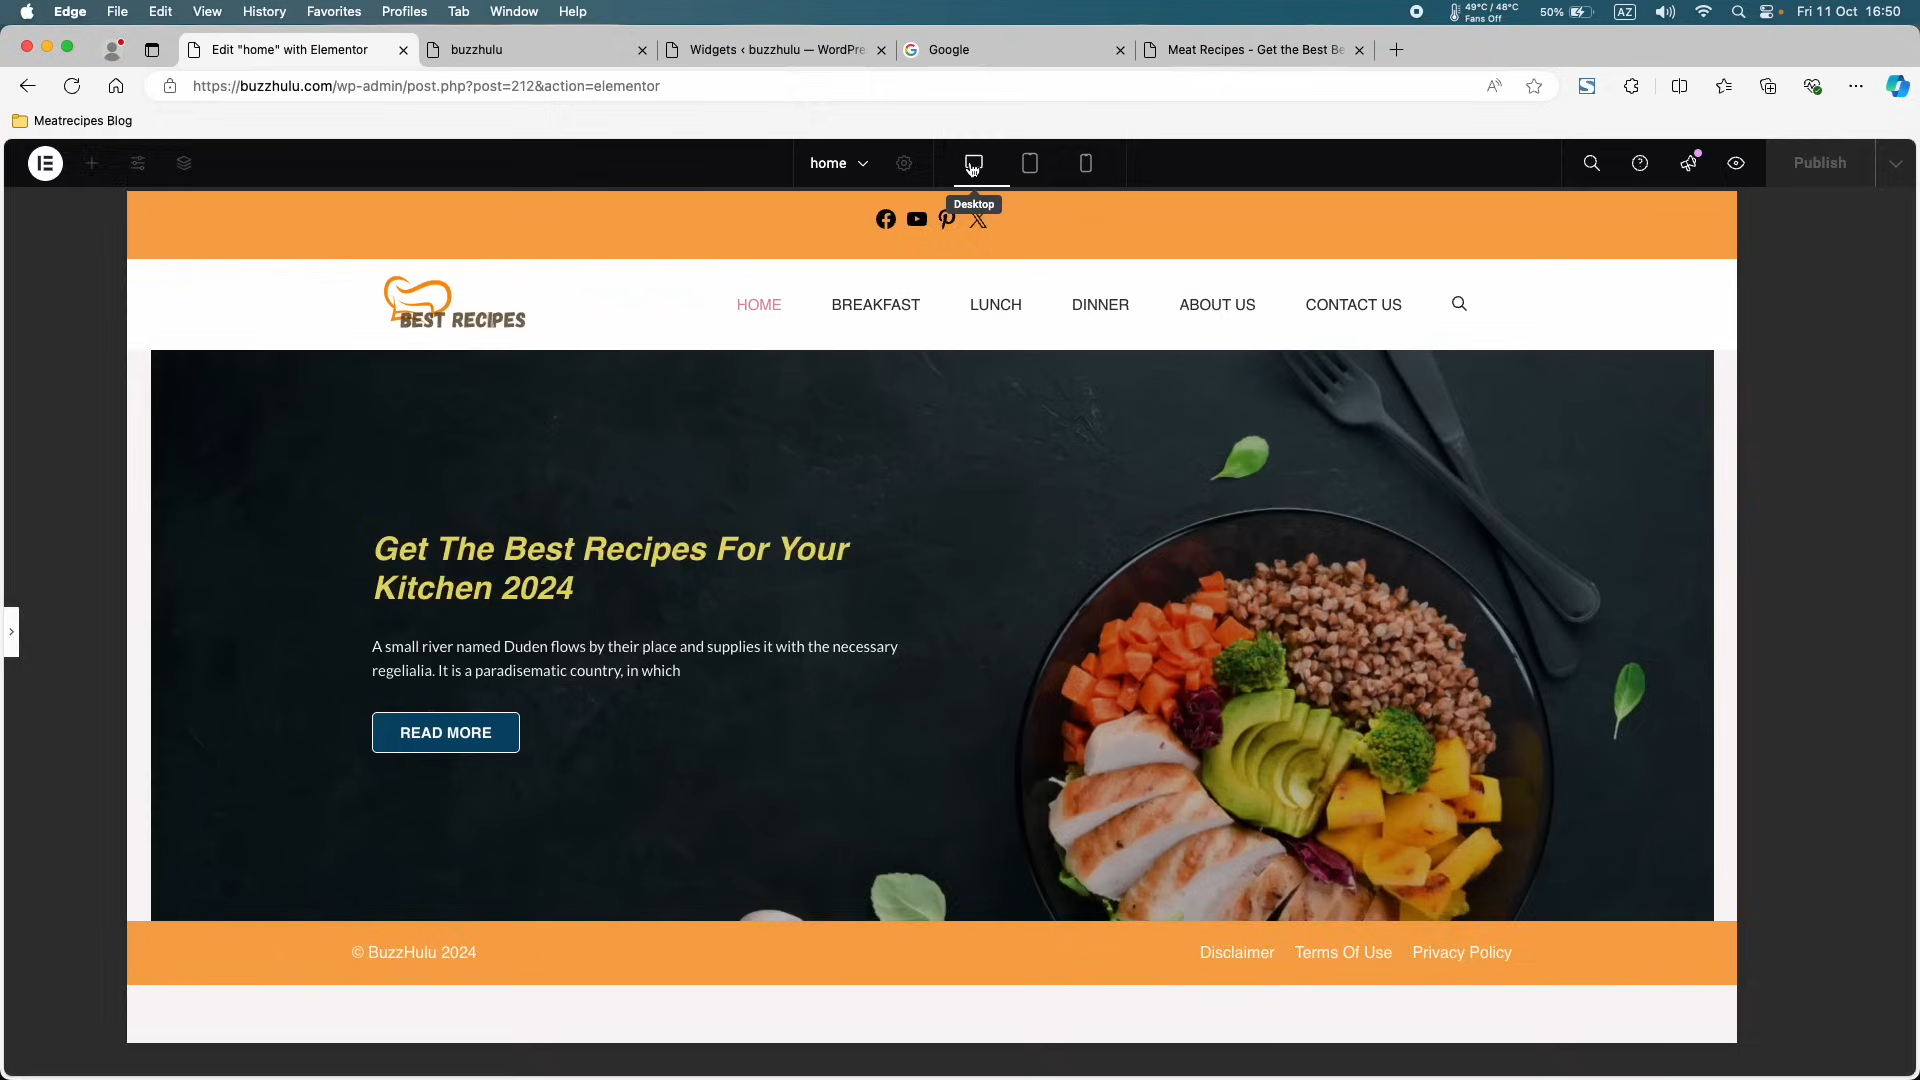 Edge File Edit View History Favorites Profiles Tab Window Help 49°C / 48°C Fans Off 50% AZ Fri 11 Oct 16:50
Edit "home" with Elementor buzzhulu Widgets ‹ buzzhulu — WordPre Google Meat Recipes - Get the Best Be
https://buzzhulu.com/wp-admin/post.php?post=212&action=elementor
Meatrecipes Blog
home Publish
Desktop
BEST RECIPES
HOME BREAKFAST LUNCH DINNER ABOUT US CONTACT US
Get The Best Recipes For Your
Kitchen 2024
A small river named Duden flows by their place and supplies it with the necessary
regelialia. It is a paradisematic country, in which
READ MORE
© BuzzHulu 2024 Disclaimer Terms Of Use Privacy Policy